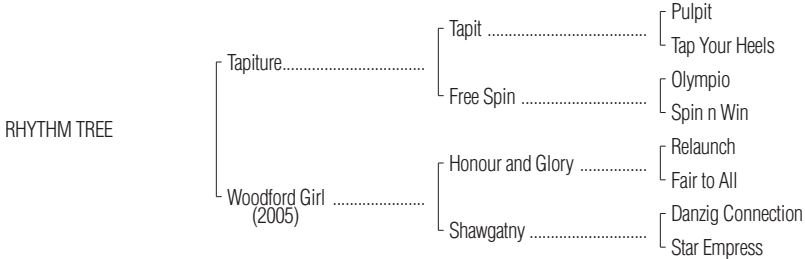 Pulpit
Tapit ......................................
Tap Your Heels
Tapiture..................................
Olympio
Free Spin ..............................
Spin n Win
RHYTHM TREE
Relaunch
Honour and Glory ................
Fair to All
Woodford Girl ......................
(2005)
Danzig Connection
Shawgatny ............................
Star Empress